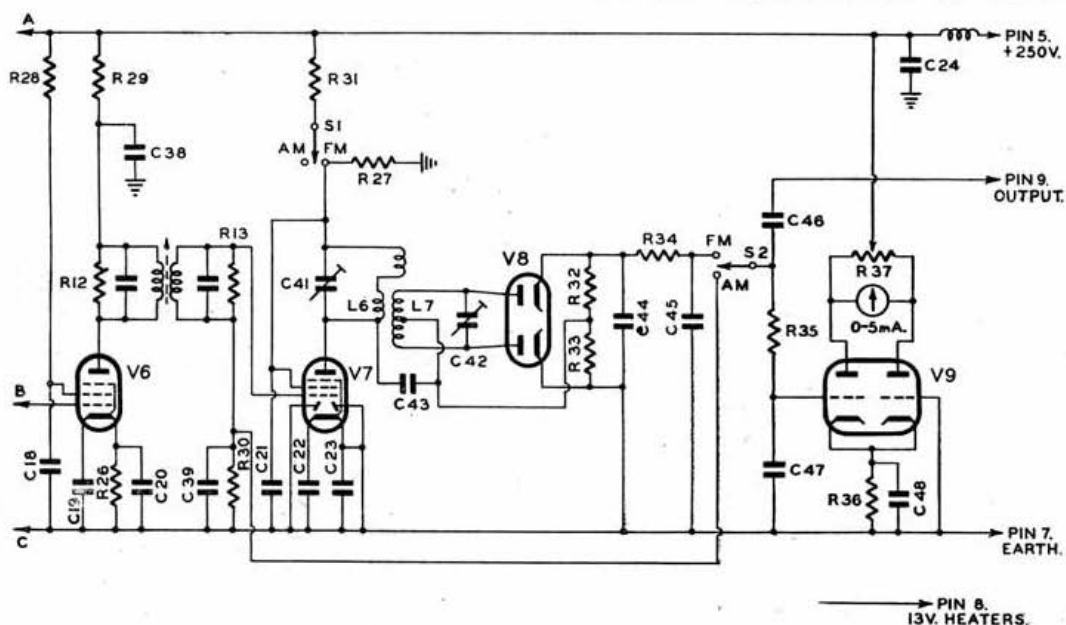 A
PIN 5.
+250V.
R28
R29
R31
C24
S1
C38
AM
FM
R27
PIN 9.
OUTPUT.
C46
R13
R12
C41
L6
L7
V8
R34
FM
S2
AM
R37
0-5mA.
R32
R33
C44
C45
C42
R35
V6
V7
C43
V9
B
C18
C19
R26
C20
C39
R30
C21
C22
C23
C47
R36
C48
C
PIN 7.
EARTH.
PIN 8.
13V. HEATERS.